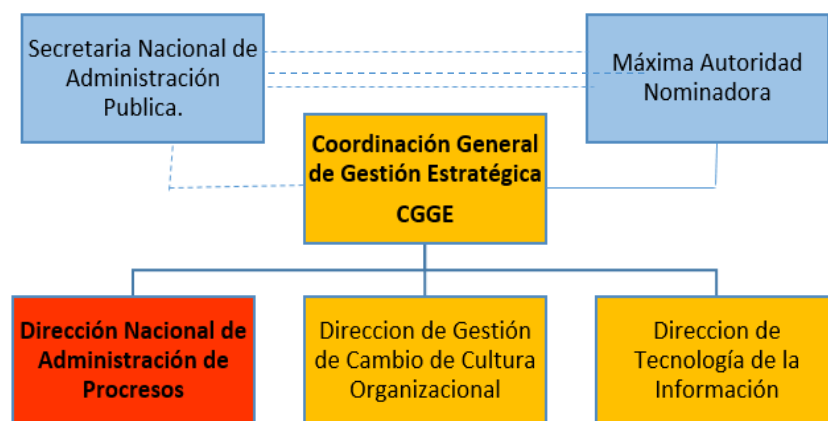 Secretaria Nacional de
Administración
Publica.
Máxima Autoridad
Nominadora
Coordinación General
de Gestión Estratégica
CGGE
Dirección Nacional de
Administración de
Procresos
Direccion de Gestión
de Cambio de Cultura
Organizacional
Direccion de
Tecnología de la
Información